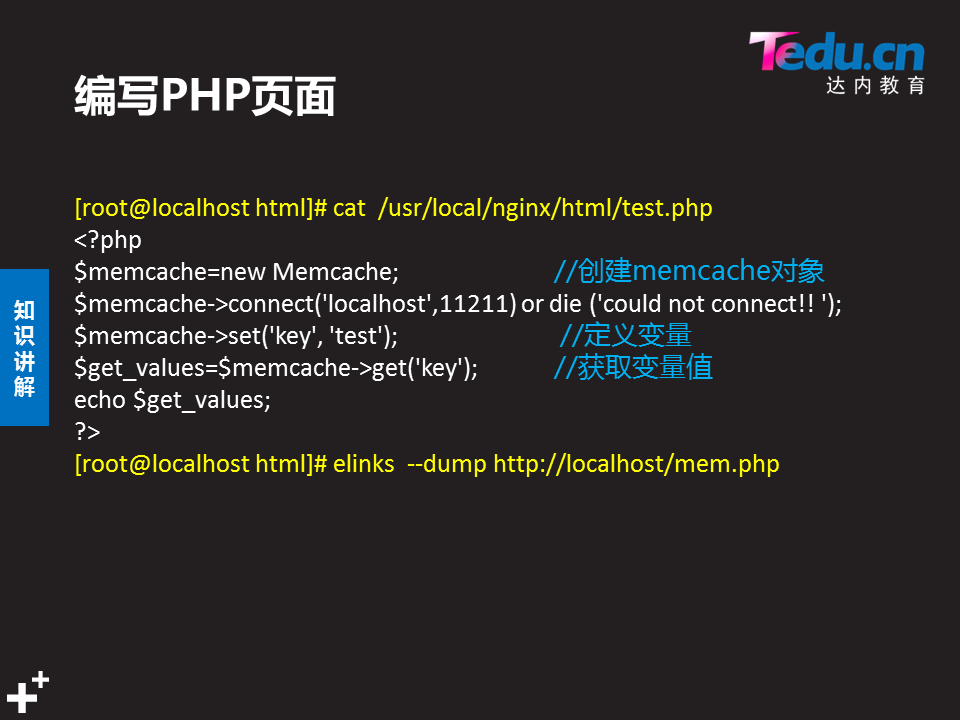 Tedu.cn
达内教育
编写PHP页面
[root@localhost html]# cat  /usr/local/nginx/html/test.php
<?php
$memcache=new Memcache;                //创建memcache对象
$memcache->connect('localhost',11211) or die ('could not connect!! ');
$memcache->set('key', 'test');                //定义变量
$get_values=$memcache->get('key');        //获取变量值
echo $get_values;
?>
[root@localhost html]# elinks  --dump http://localhost/mem.php
知识讲解